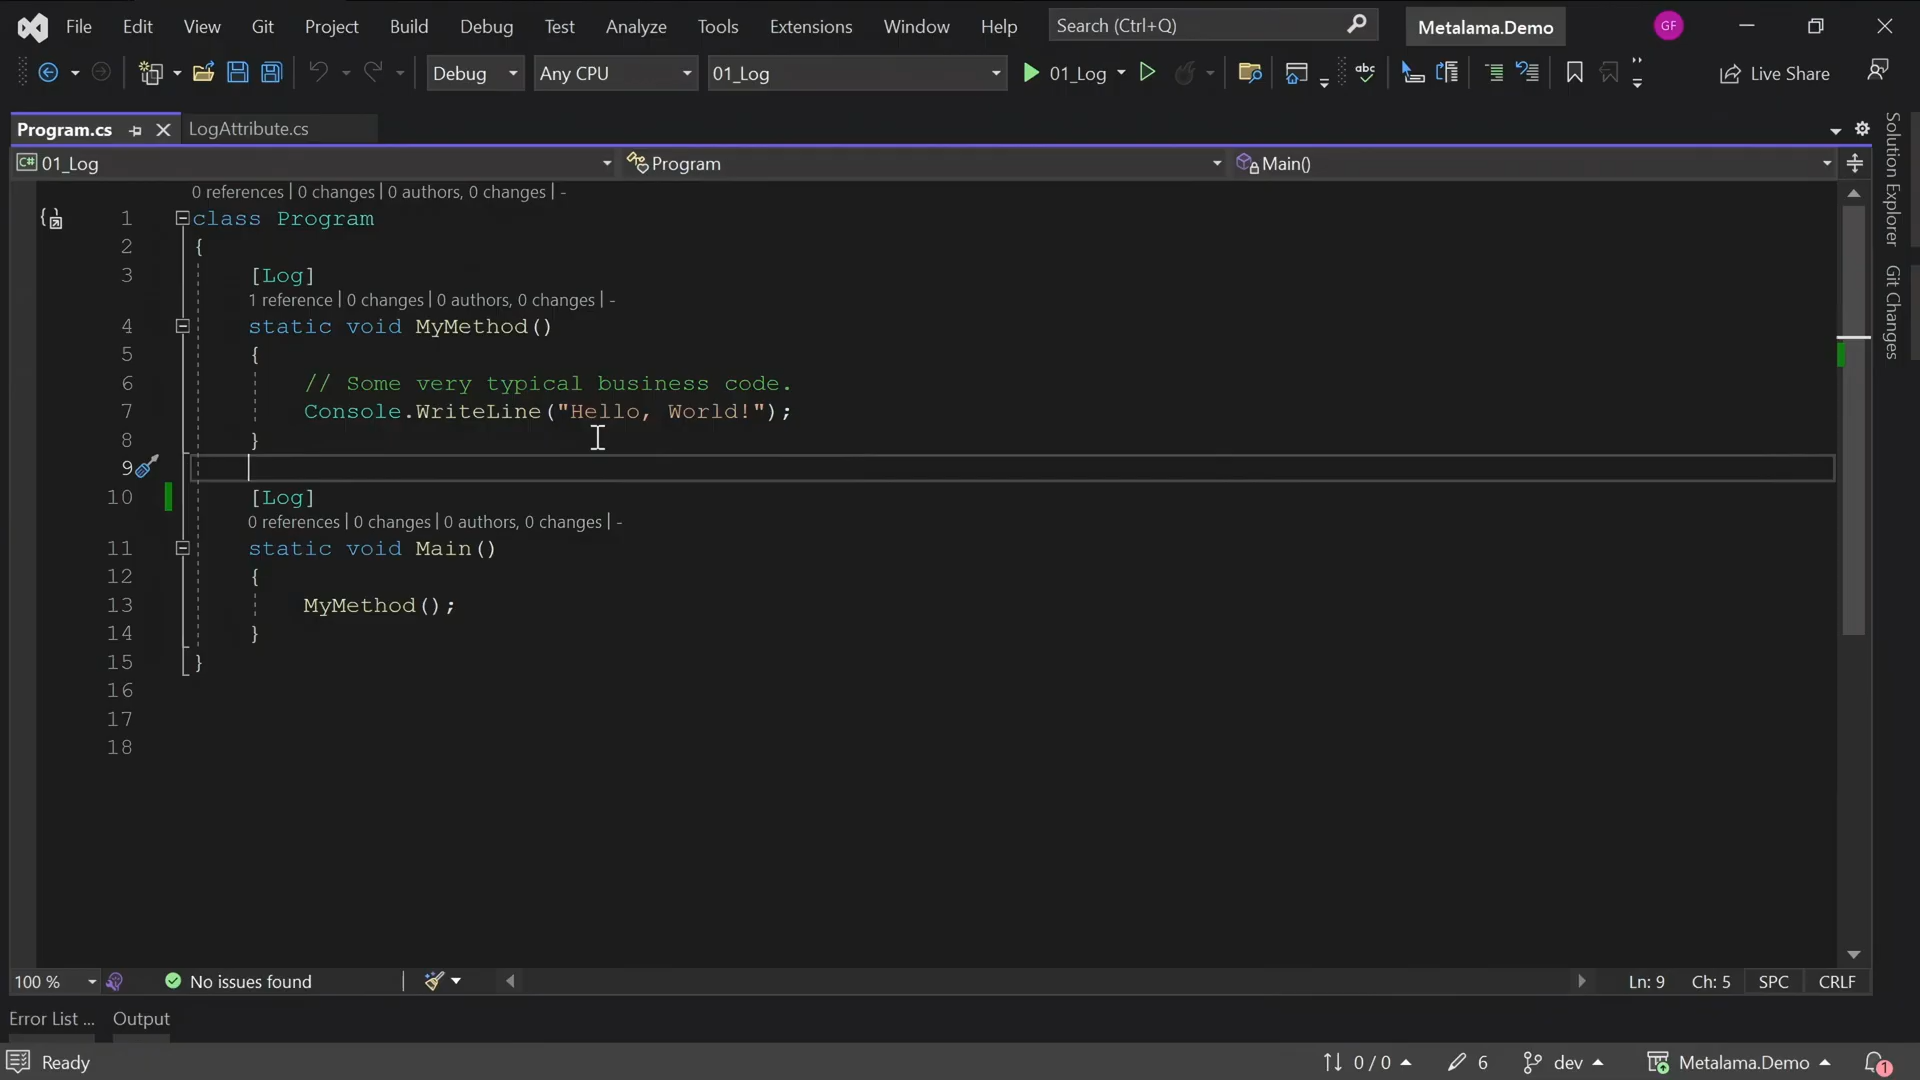 File Edit View Git Project Build Debug Test Analyze Tools Extensions Window Help Search (Ctrl+Q) Metalama.Demo GF
Debug Any CPU 01_Log 01_Log abc Live Share
Program.cs LogAttribute.cs
C# 01_Log Program Main()
Solution Explorer
Git Changes
0 references | 0 changes | 0 authors, 0 changes | -
1 class Program
2 {
3 [Log]
1 reference | 0 changes | 0 authors, 0 changes | -
4 static void MyMethod()
5 {
6 // Some very typical business code.
7 Console.WriteLine("Hello, World!");
8 }
9
10 [Log]
0 references | 0 changes | 0 authors, 0 changes | -
11 static void Main()
12 {
13 MyMethod();
14 }
15 }
16
17
18
100 % No issues found Ln: 9 Ch: 5 SPC CRLF
Error List ... Output
Ready 0 / 0 6 dev Metalama.Demo 1